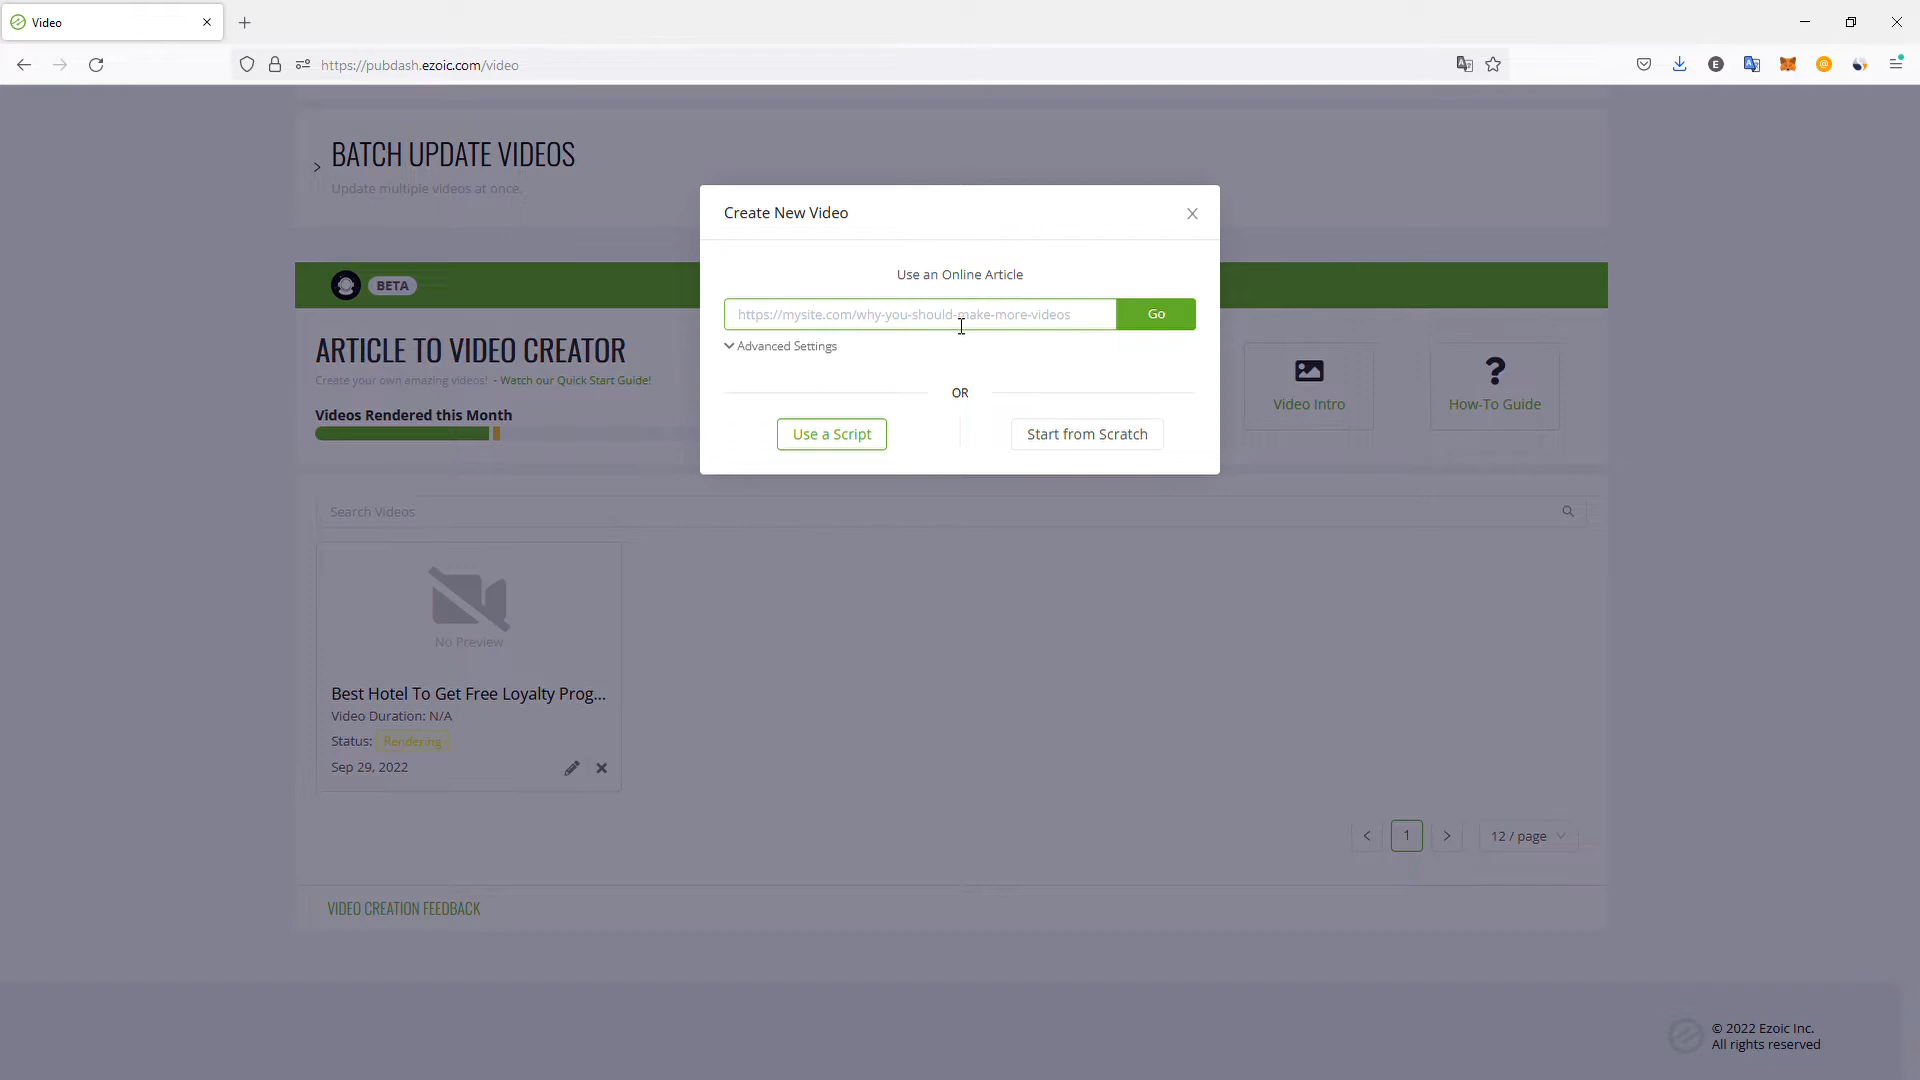 Video
https://pubdash.ezoic.com/video
BATCH UPDATE VIDEOS
Update multiple videos at once.
Create New Video
Use an Online Article
https://mysite.com/why-you-should-make-more-videos
Go
Advanced Settings
OR
Use a Script
Start from Scratch
BETA
ARTICLE TO VIDEO CREATOR
Create your own amazing videos! - Watch our Quick Start Guide!
Videos Rendered this Month
Video Intro
How-To Guide
Search Videos
No Preview
Best Hotel To Get Free Loyalty Prog...
Video Duration: N/A
Status: Rendering
Sep 29, 2022
1
12 / page
VIDEO CREATION FEEDBACK
© 2022 Ezoic Inc.
All rights reserved